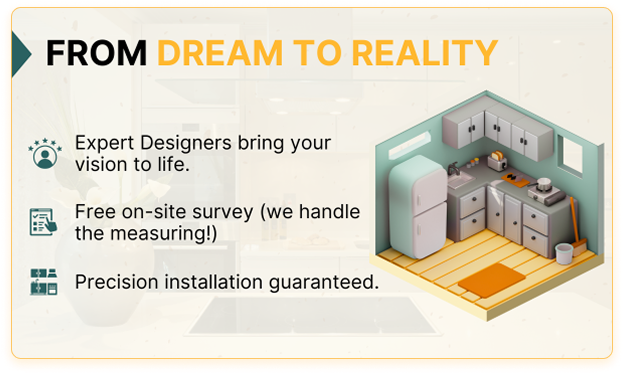 FROM DREAM TO REALITY
Expert Designers bring your
vision to life.
Free on-site survey (we handle
the measuring!)
Precision installation guaranteed.